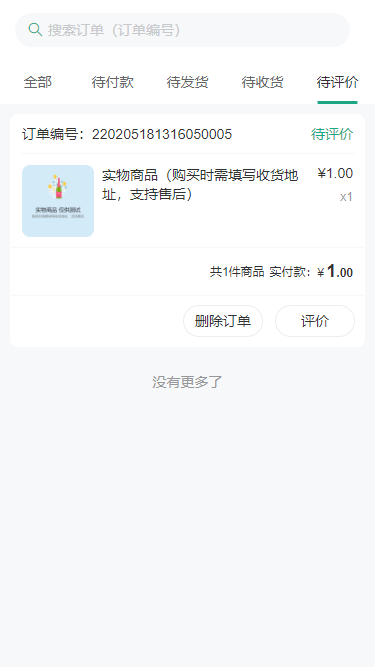 搜索订单（订单编号）
全部 待付款 待发货 待收货 待评价
订单编号：220205181316050005 待评价
实物商品（购买时需填写收货地 ¥1.00
址，支持售后） x1
实物商品 仅供测试
共1件商品 实付款：¥1.00
删除订单 评价
没有更多了